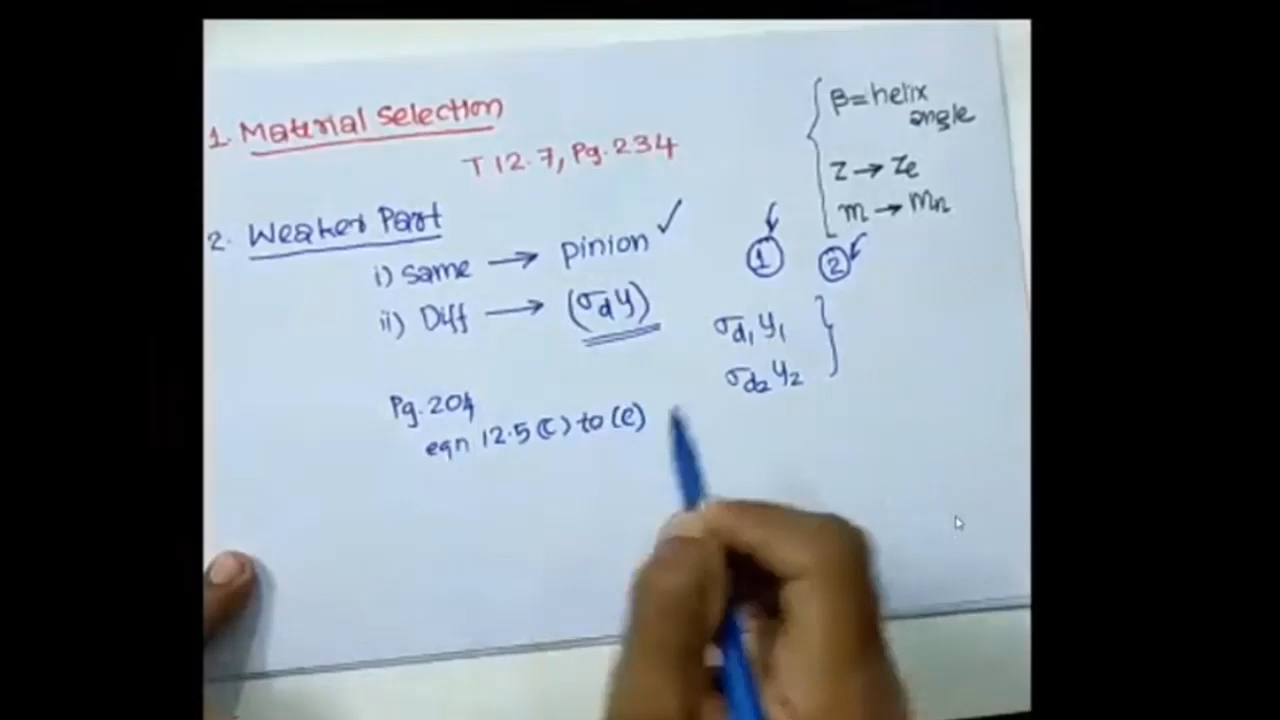 1. Material Selection
T 12.7, Pg. 234
2. Weaker Part
i) Same → pinion ✓
ii) Diff → (σd y)
Pg. 204
eqn 12.5 (c) to (e)
β = helix
angle
z → ze
m → mn
1 2
σd1 y1
σd2 y2